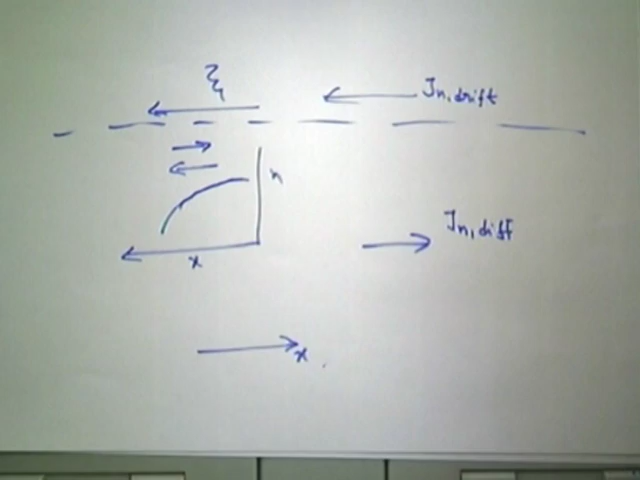 ξ
Jn, drift
n
Jn, diff
x
x